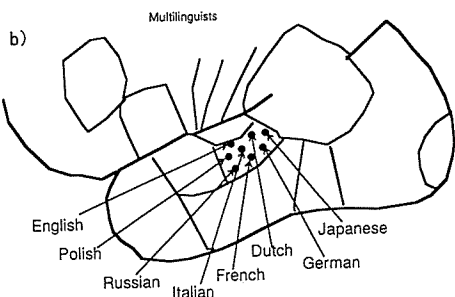 Multilinguists
b)
English
Polish
Russian
Italian
French
Dutch
German
Japanese